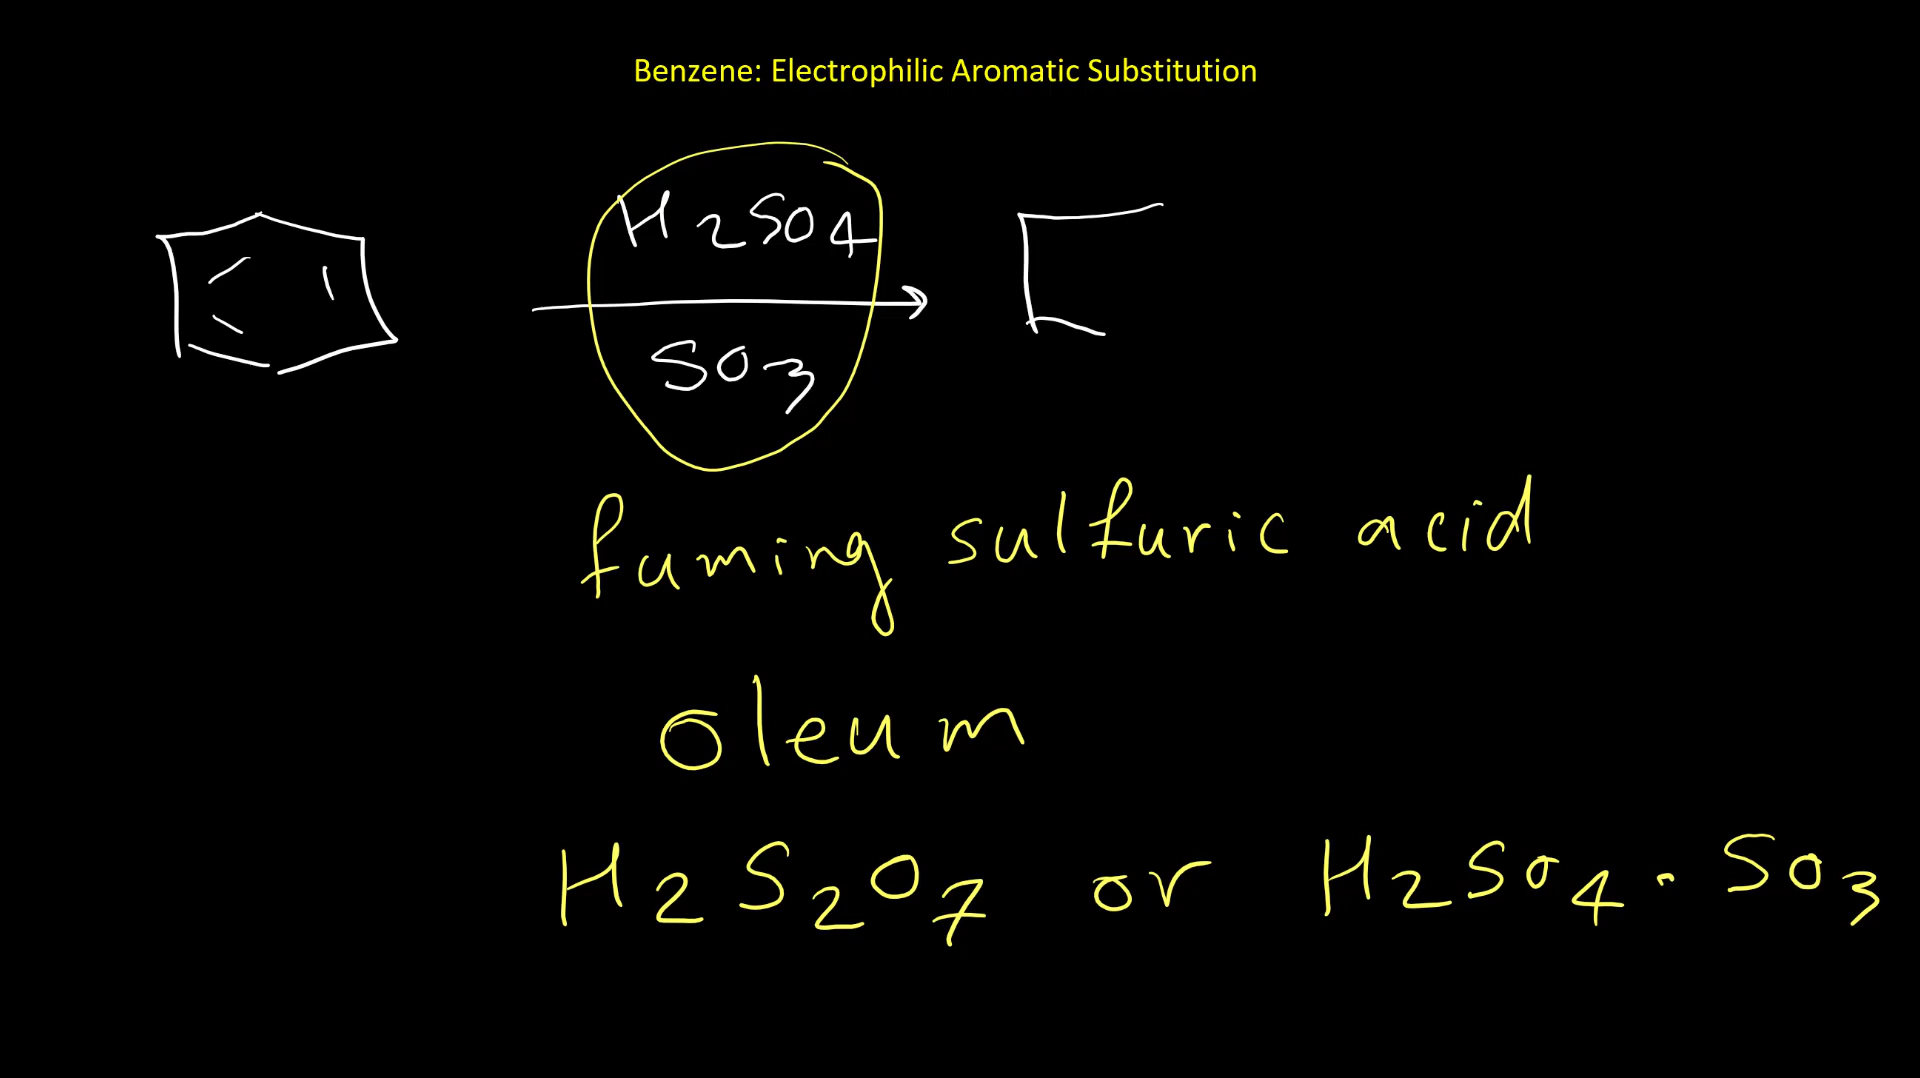 Benzene: Electrophilic Aromatic Substitution
H2SO4
SO3
fuming sulfuric acid
oleum
H2S2O7 or H2SO4 · SO3